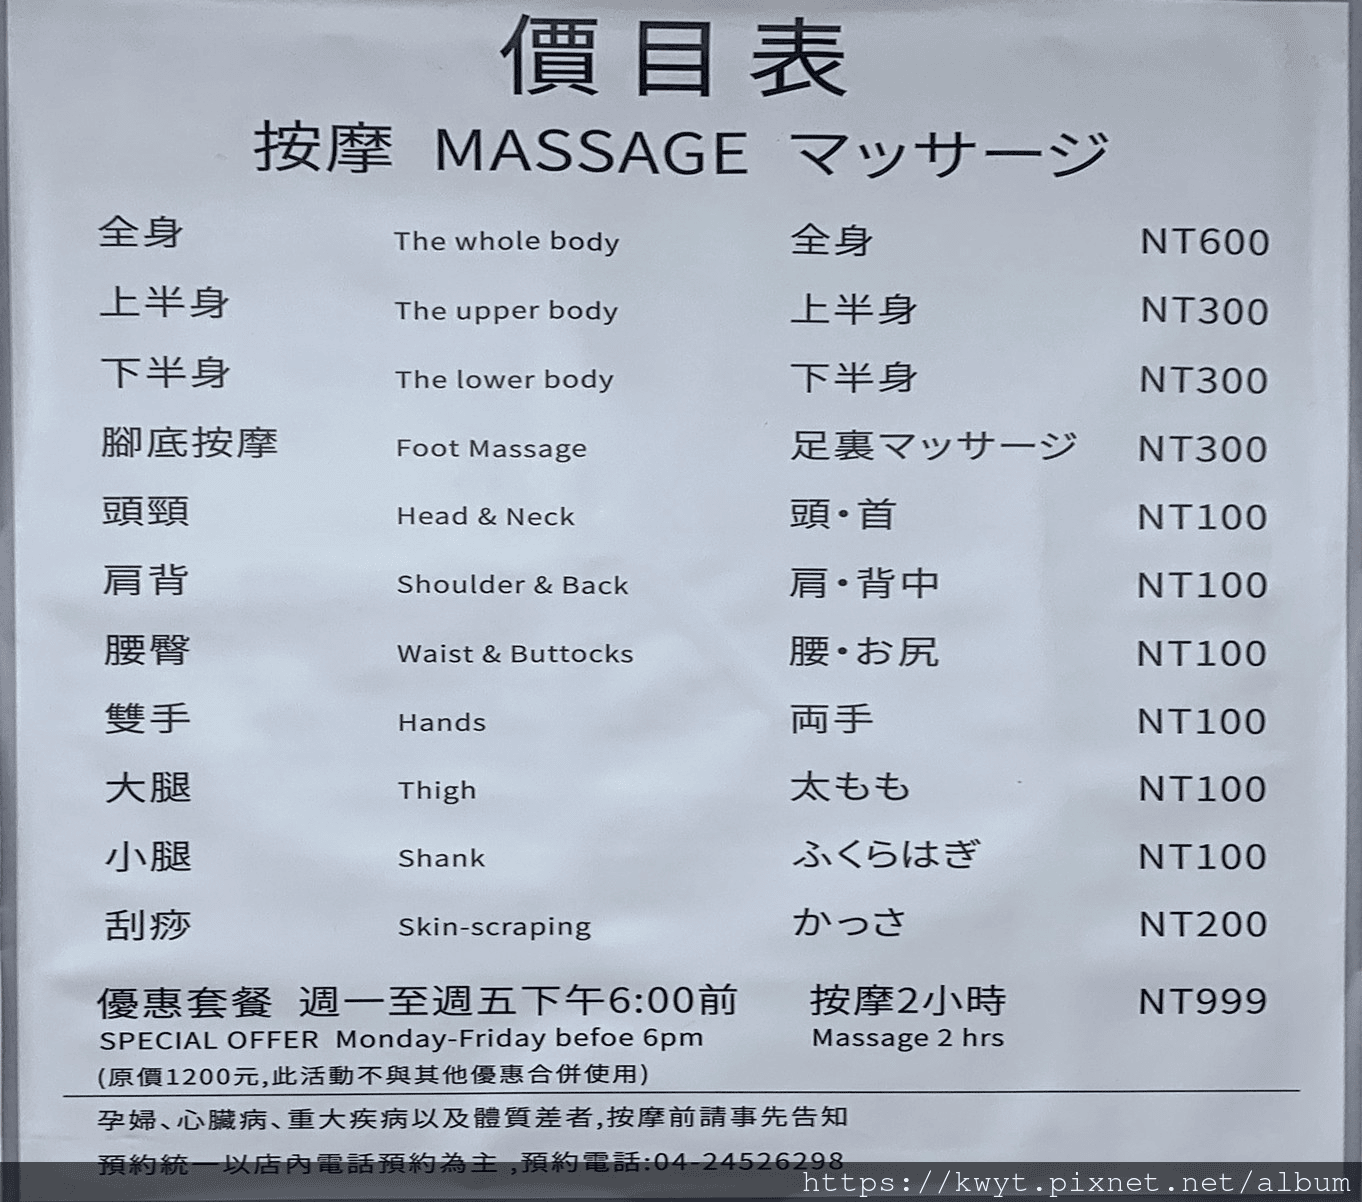 價目表
按摩 MASSAGE マッサージ
全身 The whole body 全身 NT600
上半身 The upper body 上半身 NT300
下半身 The lower body 下半身 NT300
腳底按摩 Foot Massage 足裏マッサージ NT300
頭頸 Head & Neck 頭・首 NT100
肩背 Shoulder & Back 肩・背中 NT100
腰臀 Waist & Buttocks 腰・お尻 NT100
雙手 Hands 両手 NT100
大腿 Thigh 太もも NT100
小腿 Shank ふくらはぎ NT100
刮痧 Skin-scraping かっさ NT200
優惠套餐 週一至週五下午6:00前 按摩2小時 NT999
SPECIAL OFFER Monday-Friday befoe 6pm Massage 2 hrs
(原價1200元,此活動不與其他優惠合併使用)
孕婦、心臟病、重大疾病以及體質差者,按摩前請事先告知
預約統一以店內電話預約為主 ,預約電話:04-24526298
https://kwyt.pixnet.net/album